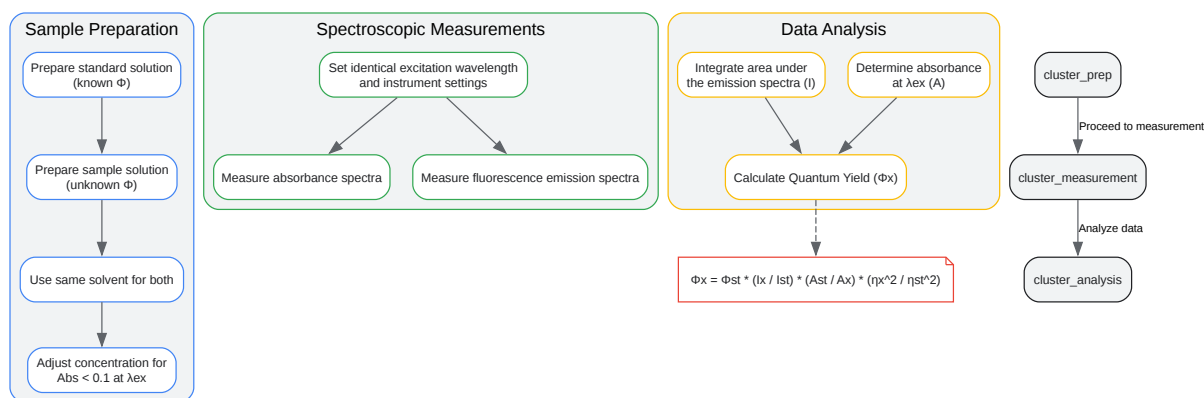 Sample Preparation
Prepare standard solution
(known Φ)
Prepare sample solution
(unknown Φ)
Use same solvent for both
Adjust concentration for
Abs < 0.1 at λex
Spectroscopic Measurements
Set identical excitation wavelength
and instrument settings
Measure absorbance spectra
Measure fluorescence emission spectra
Data Analysis
Integrate area under
the emission spectra (I)
Determine absorbance
at λex (A)
Calculate Quantum Yield (Φx)
Φx = Φst * (Ix / Ist) * (Ast / Ax) * (ηx^2 / ηst^2)
cluster_prep
Proceed to measurement
cluster_measurement
Analyze data
cluster_analysis